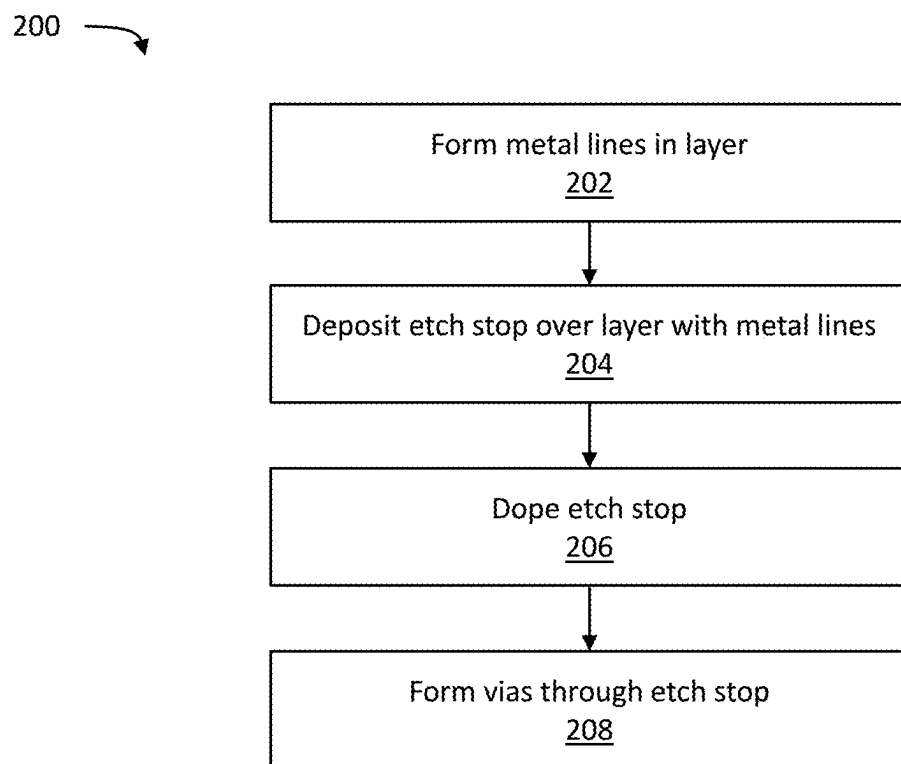 200
Form metal lines in layer
202
Deposit etch stop over layer with metal lines
204
Dope etch stop
206
Form vias through etch stop
208